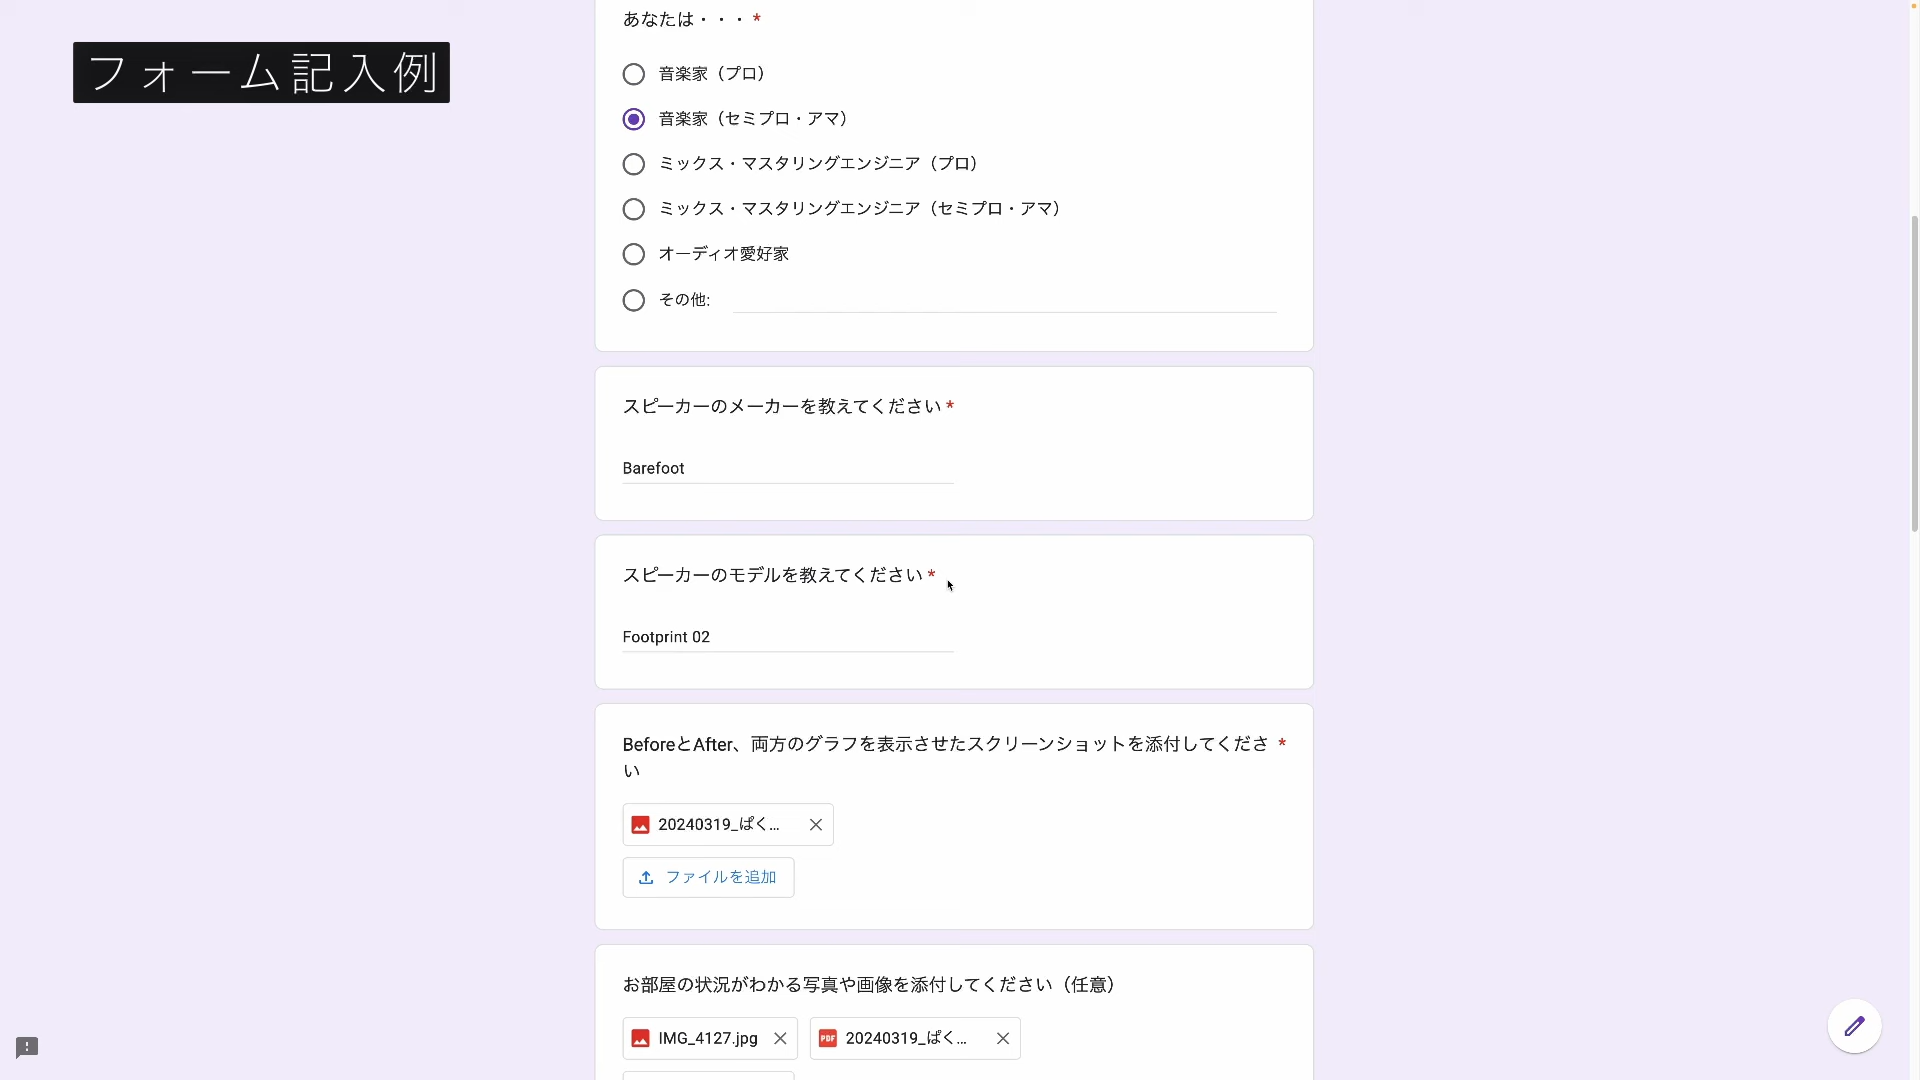 フォーム記入例
あなたは・・・ *
音楽家（プロ）
音楽家（セミプロ・アマ）
ミックス・マスタリングエンジニア（プロ）
ミックス・マスタリングエンジニア（セミプロ・アマ）
オーディオ愛好家
その他:
スピーカーのメーカーを教えてください *
Barefoot
スピーカーのモデルを教えてください *
Footprint 02
BeforeとAfter、両方のグラフを表示させたスクリーンショットを添付してくださ *
い
20240319_ぱく...
ファイルを追加
お部屋の状況がわかる写真や画像を添付してください（任意）
IMG_4127.jpg
PDF 20240319_ぱく...